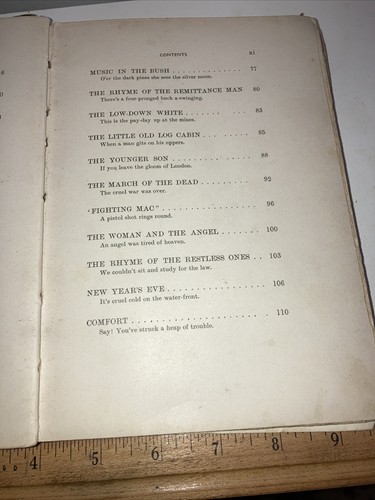 CONTENTS xi
MUSIC IN THE BUSH . . . . . . . . . . . . . 77
O'er the dark pines she sees the silver moon.
THE RHYME OF THE REMITTANCE MAN 80
There's a four-pronged buck a-swinging.
THE LOW-DOWN WHITE . . . . . . . . . . 83
This is the pay-day up at the mines.
THE LITTLE OLD LOG CABIN . . . . . . . . 85
When a man gits on his uppers.
THE YOUNGER SON . . . . . . . . . . . . . 88
If you leave the gloom of London.
THE MARCH OF THE DEAD . . . . . . . . . 92
The cruel war was over.
"FIGHTING MAC" . . . . . . . . . . . . . . . 96
A pistol shot rings round.
THE WOMAN AND THE ANGEL . . . . . . . 100
An angel was tired of heaven.
THE RHYME OF THE RESTLESS ONES . . 103
We couldn't sit and study for the law.
NEW YEAR'S EVE . . . . . . . . . . . . . . . . . . 106
It's cruel cold on the water-front.
COMFORT . . . . . . . . . . . . . . . . . . . . . 110
Say! You've struck a heap of trouble.
4 5 6 7 8 9